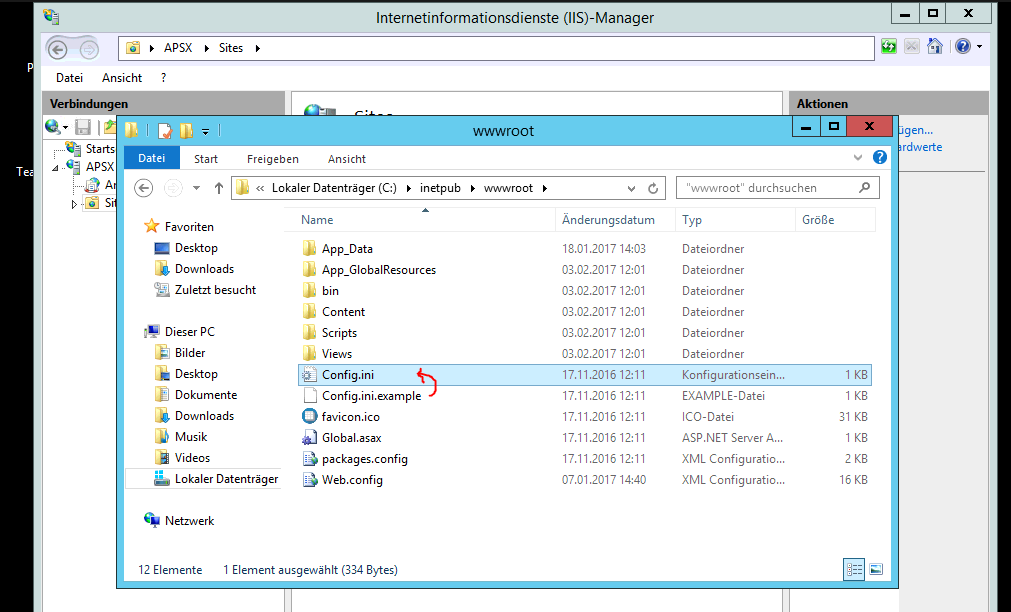 Internetinformationsdienste (IIS)-Manager
APSX Sites
Datei Ansicht ?
Verbindungen
Aktionen
wwwroot
Datei Start Freigeben Ansicht
« Lokaler Datenträger (C:) inetpub wwwroot "wwwroot" durchsuchen
Name Änderungsdatum Typ Größe
Favoriten
Desktop
Downloads
Zuletzt besucht
Dieser PC
Bilder
Desktop
Dokumente
Downloads
Musik
Videos
Lokaler Datenträger
Netzwerk
App_Data 18.01.2017 14:03 Dateiordner
App_GlobalResources 03.02.2017 12:01 Dateiordner
bin 03.02.2017 12:01 Dateiordner
Content 03.02.2017 12:01 Dateiordner
Scripts 03.02.2017 12:01 Dateiordner
Views 03.02.2017 12:01 Dateiordner
Config.ini 17.11.2016 12:11 Konfigurationsein... 1 KB
Config.ini.example 17.11.2016 12:11 EXAMPLE-Datei 1 KB
favicon.ico 17.11.2016 12:11 ICO-Datei 31 KB
Global.asax 17.11.2016 12:11 ASP.NET Server A... 1 KB
packages.config 17.11.2016 12:11 XML Configuratio... 2 KB
Web.config 07.01.2017 14:40 XML Configuratio... 16 KB
12 Elemente 1 Element ausgewählt (334 Bytes)
Starts
APSX